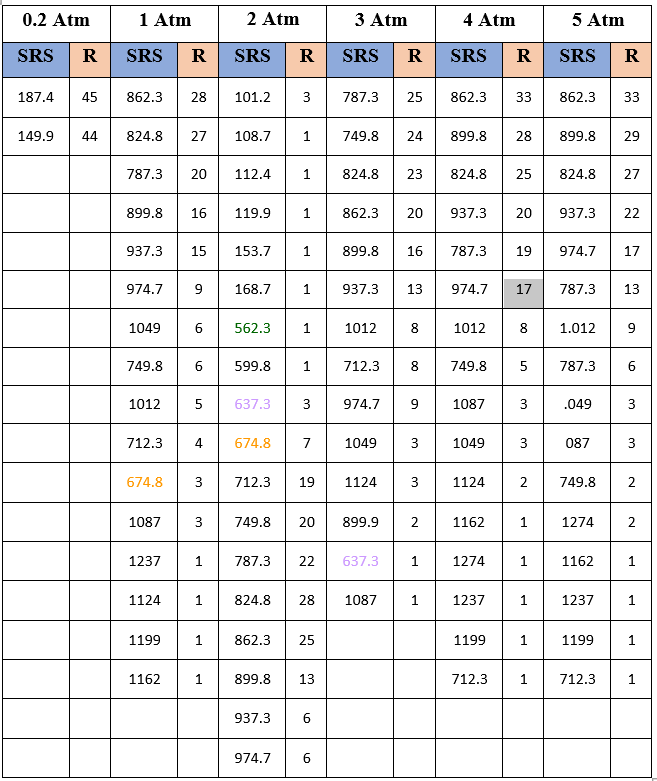 0.2 Atm 1 Atm 2 Atm 3 Atm 4 Atm 5 Atm
SRS R SRS R SRS R SRS R SRS R SRS R
187.4 45 862.3 28 101.2 3 787.3 25 862.3 33 862.3 33
149.9 44 824.8 27 108.7 1 749.8 24 899.8 28 899.8 29
787.3 20 112.4 1 824.8 23 824.8 25 824.8 27
899.8 16 119.9 1 862.3 20 937.3 20 937.3 22
937.3 15 153.7 1 899.8 16 787.3 19 974.7 17
974.7 9 168.7 1 937.3 13 974.7 17 787.3 13
1049 6 562.3 1 1012 8 1012 8 1.012 9
749.8 6 599.8 1 712.3 8 749.8 5 787.3 6
1012 5 637.3 3 974.7 9 1087 3 .049 3
712.3 4 674.8 7 1049 3 1049 3 087 3
674.8 3 712.3 19 1124 3 1124 2 749.8 2
1087 3 749.8 20 899.9 2 1162 1 1274 2
1237 1 787.3 22 637.3 1 1274 1 1162 1
1124 1 824.8 28 1087 1 1237 1 1237 1
1199 1 862.3 25 1199 1 1199 1
1162 1 899.8 13 712.3 1 712.3 1
937.3 6
974.7 6